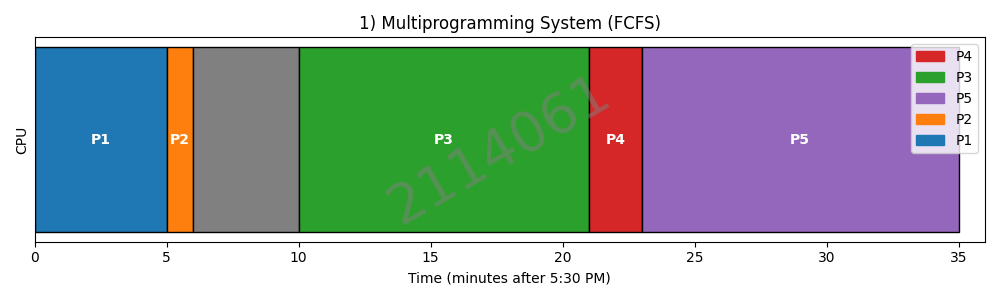 1) Multiprogramming System (FCFS)
CPU
P1
P2
P3
P4
P5
P4
P3
P5
P2
P1
2114061
0 5 10 15 20 25 30 35
Time (minutes after 5:30 PM)